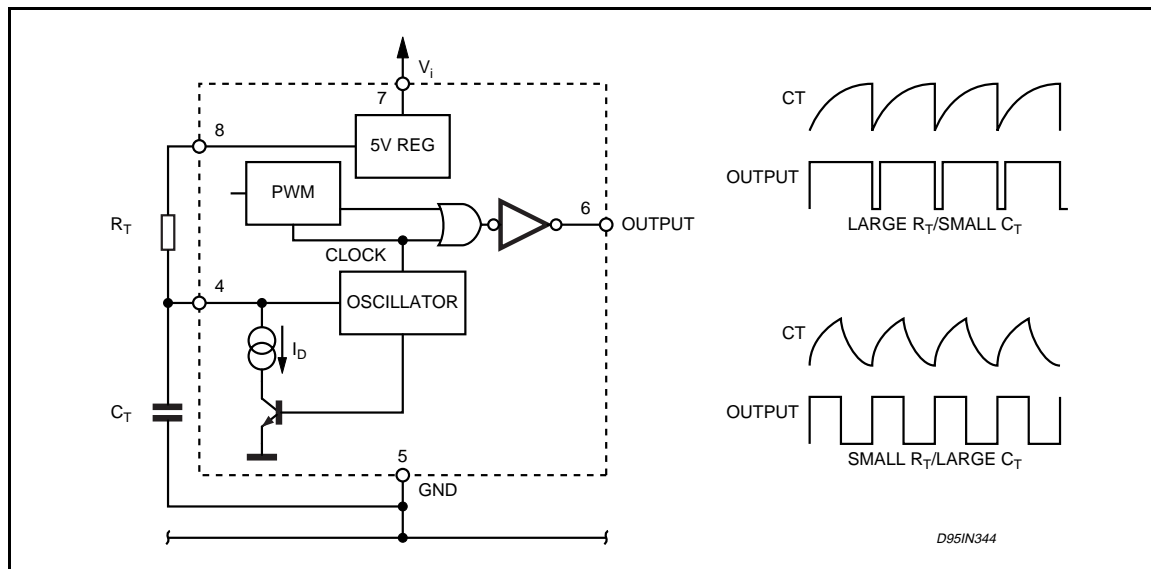 Vi
7
8
5V REG
PWM
6
OUTPUT
RT
CLOCK
4
OSCILLATOR
ID
CT
5
GND
CT
OUTPUT
LARGE RT/SMALL CT
CT
OUTPUT
SMALL RT/LARGE CT
D95IN344